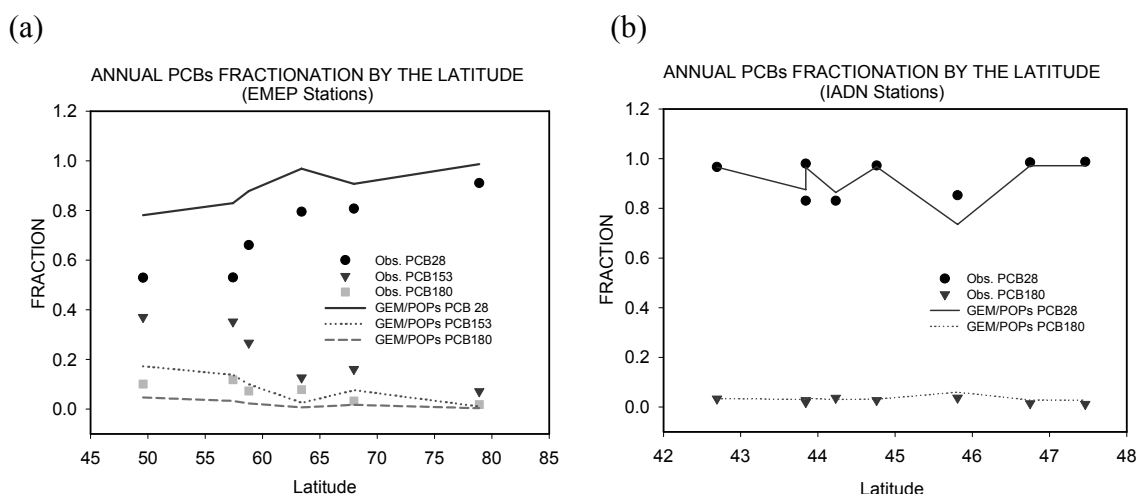 (a)
ANNUAL PCBs FRACTIONATION BY THE LATITUDE
(EMEP Stations)
1.2
1.0
0.8
0.6
0.4
0.2
0.0
FRACTION
Obs. PCB28
Obs. PCB153
Obs. PCB180
GEM/POPs PCB 28
GEM/POPs PCB153
GEM/POPs PCB180
45 50 55 60 65 70 75 80 85
Latitude
(b)
ANNUAL PCBs FRACTIONATION BY THE LATITUDE
(IADN Stations)
1.2
1.0
0.8
0.6
0.4
0.2
0.0
FRACTION
Obs. PCB28
Obs. PCB180
GEM/POPs PCB28
GEM/POPs PCB180
42 43 44 45 46 47 48
Latitude